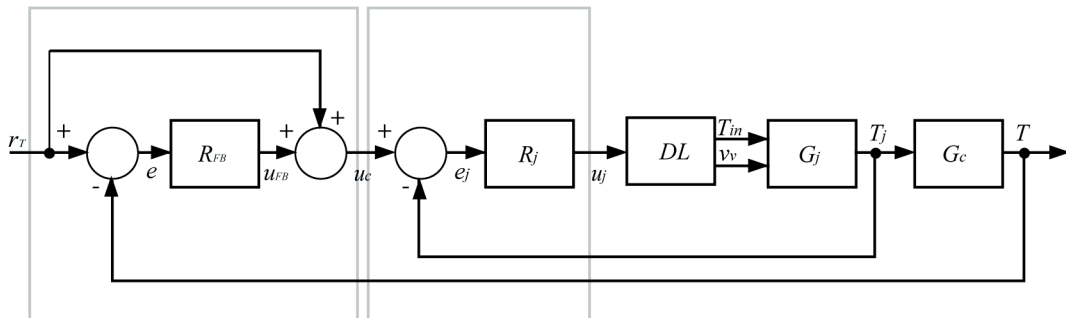 r_T
+
-
e
R_FB
u_FB
+
+
u_c
+
-
e_j
R_j
u_j
DL
T_in
v_v
G_j
T_j
G_c
T